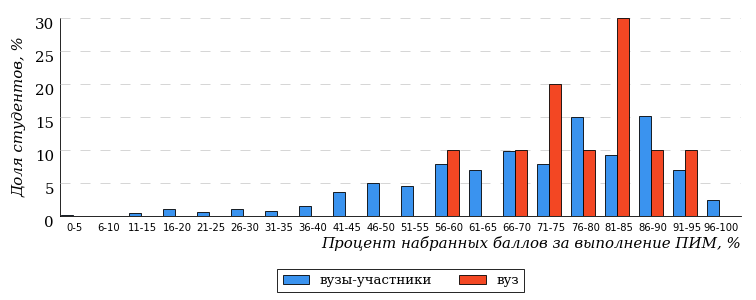 Доля студентов, %
30
25
20
15
10
5
0
0-5 6-10 11-15 16-20 21-25 26-30 31-35 36-40 41-45 46-50 51-55 56-60 61-65 66-70 71-75 76-80 81-85 86-90 91-95 96-100
Процент набранных баллов за выполнение ПИМ, %
вузы-участники вуз